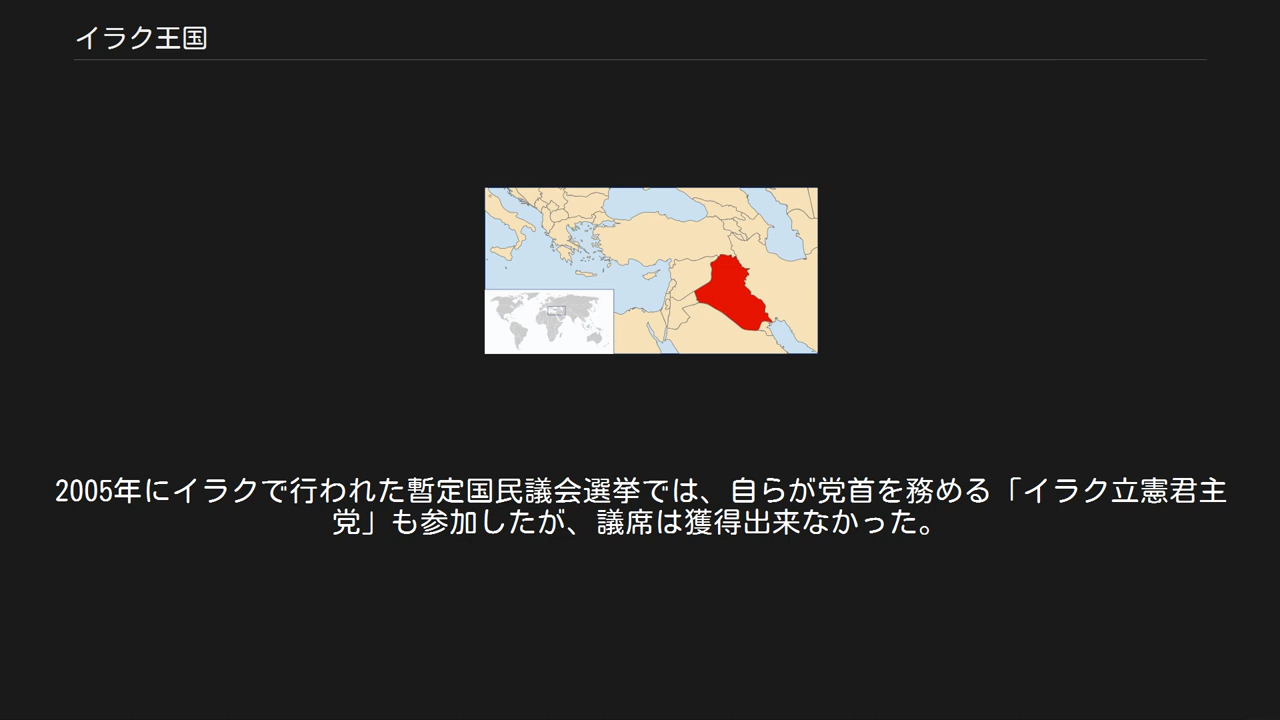 イラク王国
2005年にイラクで行われた暫定国民議会選挙では、自らが党首を務める「イラク立憲君主
党」も参加したが、議席は獲得出来なかった。